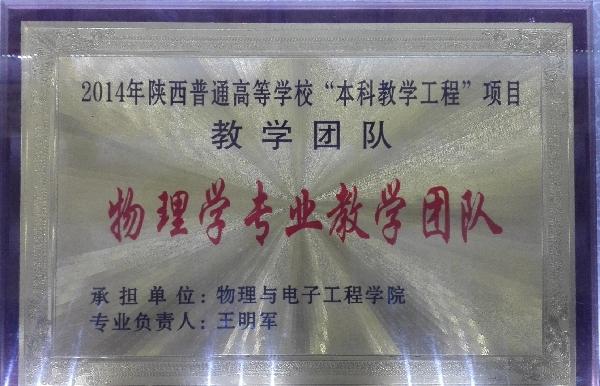 2014年陕西普通高等学校“本科教学工程”项目
教学团队
物理学专业教学团队
承担单位：物理与电子工程学院
专业负责人：王明军